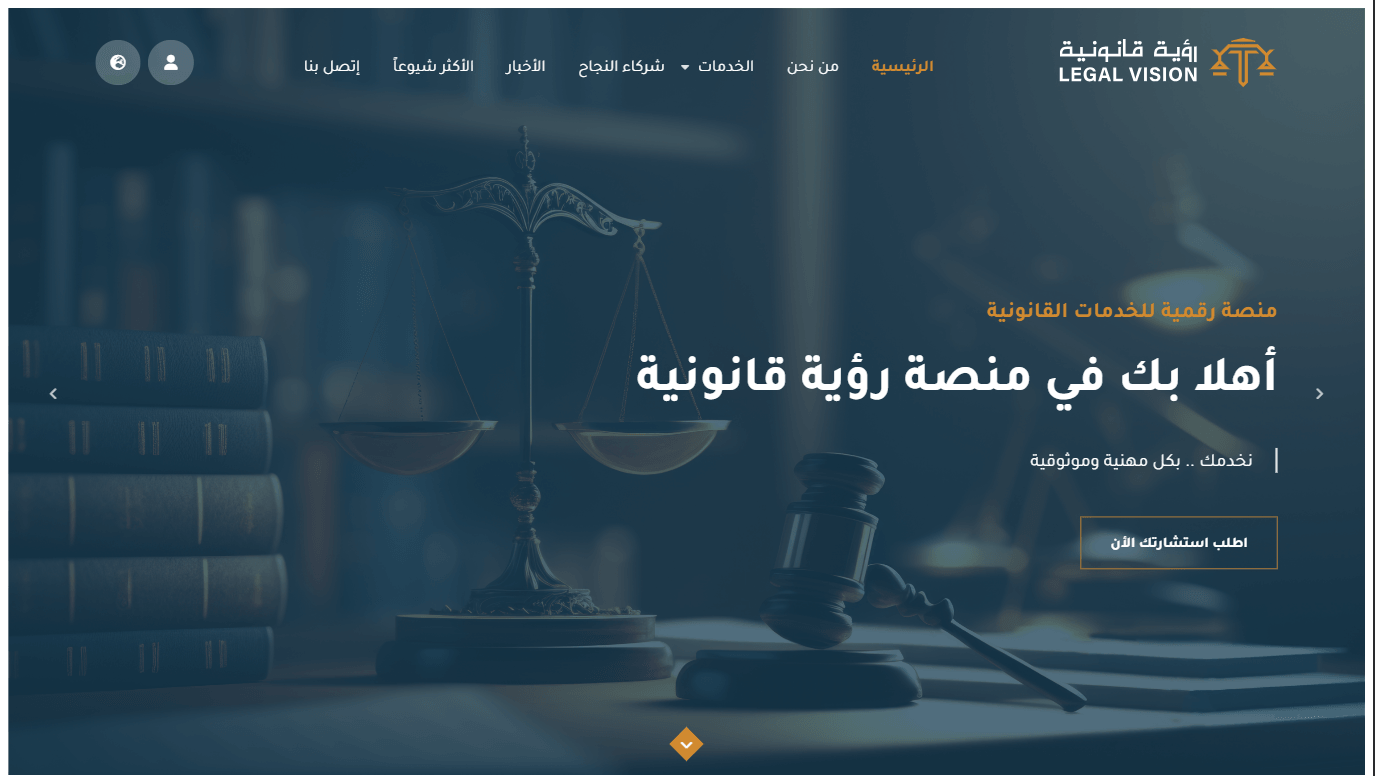 رؤية قانونية
LEGAL VISION
الرئيسية
من نحن
الخدمات
شركاء النجاح
الأخبار
الأكثر شيوعاً
إتصل بنا
منصة رقمية للخدمات القانونية
أهلا بك في منصة رؤية قانونية
نخدمك .. بكل مهنية وموثوقية
اطلب استشارتك الأن